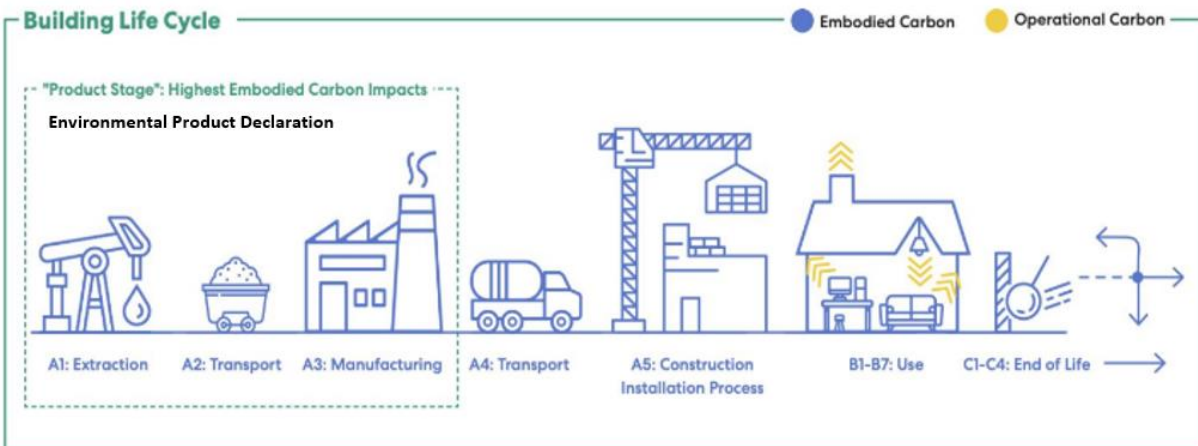 Building Life Cycle
Embodied Carbon
Operational Carbon
"Product Stage": Highest Embodied Carbon Impacts
Environmental Product Declaration
A1: Extraction
A2: Transport
A3: Manufacturing
A4: Transport
A5: Construction
Installation Process
B1-B7: Use
C1-C4: End of Life